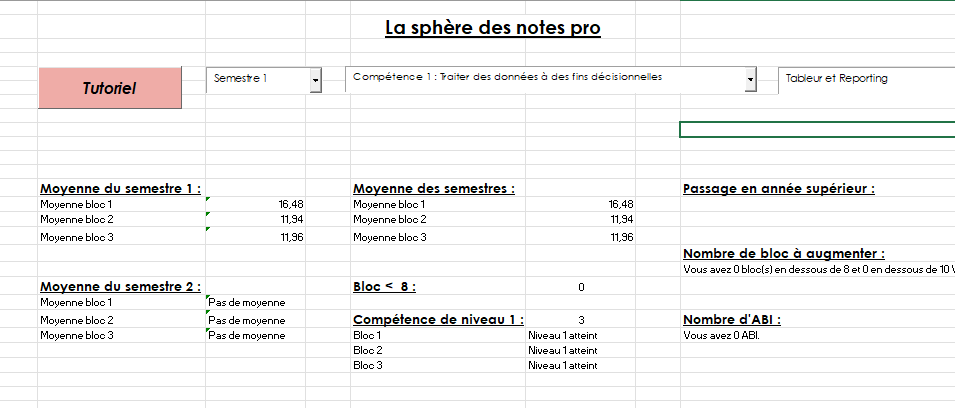 La sphère des notes pro
Tutoriel
Semestre 1
Compétence 1 : Traiter des données à des fins décisionnelles
Tableur et Reporting
Moyenne du semestre 1 : Moyenne des semestres : Passage en année supérieur :
Moyenne bloc 1 16,48 Moyenne bloc 1 16,48
Moyenne bloc 2 11,94 Moyenne bloc 2 11,94
Moyenne bloc 3 11,96 Moyenne bloc 3 11,96
Nombre de bloc à augmenter :
Vous avez 0 bloc(s) en dessous de 8 et 0 en dessous de 10
Moyenne du semestre 2 : Bloc < 8 : 0
Moyenne bloc 1 Pas de moyenne
Moyenne bloc 2 Pas de moyenne Compétence de niveau 1 : 3 Nombre d'ABI :
Moyenne bloc 3 Pas de moyenne Bloc 1 Niveau 1 atteint Vous avez 0 ABI.
Bloc 2 Niveau 1 atteint
Bloc 3 Niveau 1 atteint